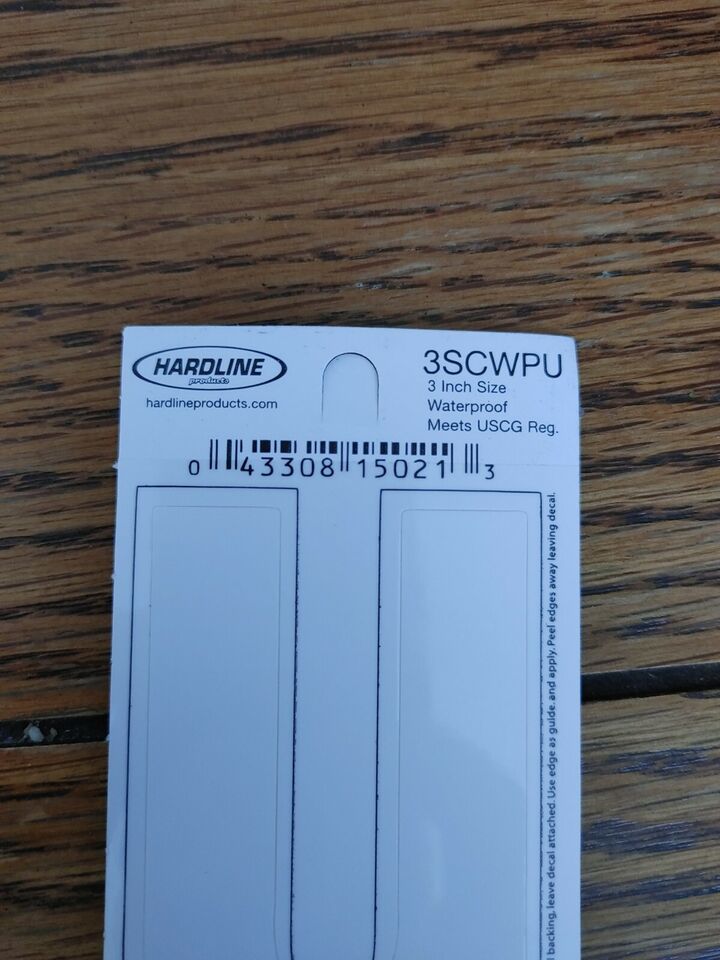 HARDLINE
products
hardlineproducts.com
3SCWPU
3 Inch Size
Waterproof
Meets USCG Reg.
0 43308 15021 3
backing, leave decal attached. Use edge as guide. and apply. Peel edges away leaving decal.